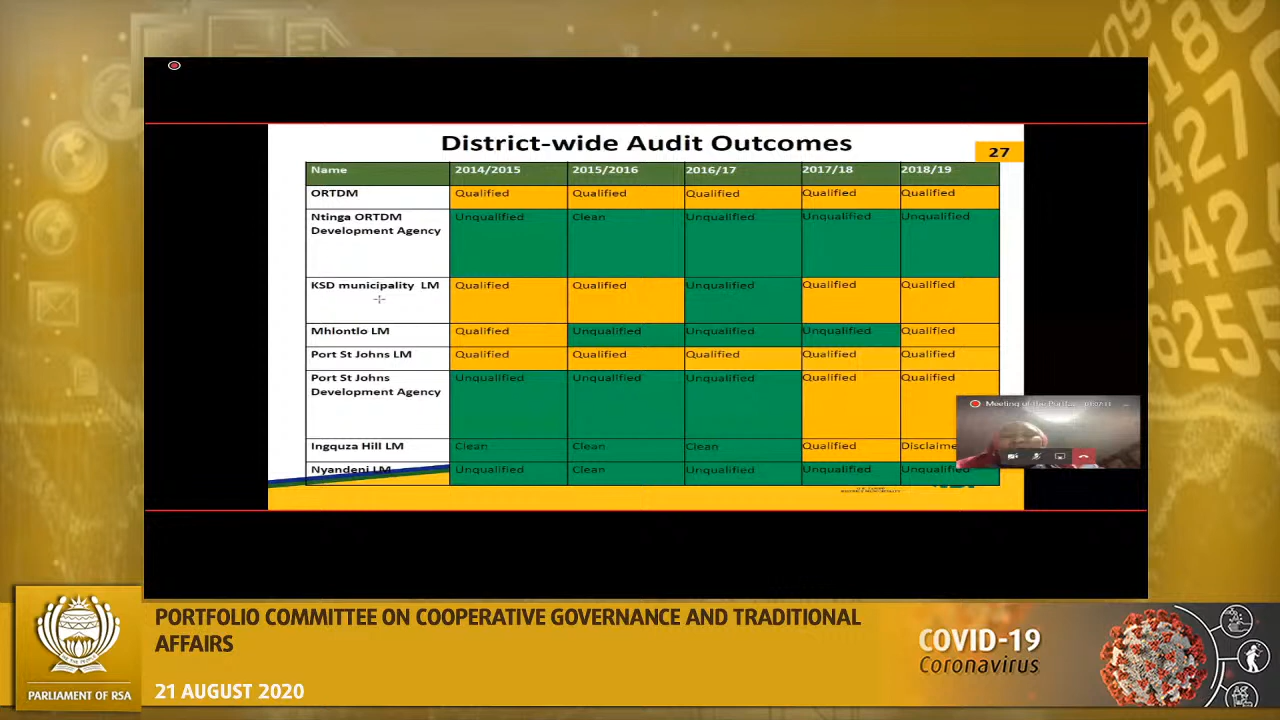 District-wide Audit Outcomes
27
Name 2014/2015 2015/2016 2016/17 2017/18 2018/19
ORTDM Qualified Qualified Qualified Qualified Qualified
Ntinga ORTDM Unqualified Clean Unqualified Unqualified Unqualified
Development Agency
KSD municipality LM Qualified Qualified Unqualified Qualified Qualified
Mhlontlo LM Qualified Unqualified Unqualified Unqualified Qualified
Port St Johns LM Qualified Qualified Qualified Qualified Qualified
Port St Johns Unqualified Unqualified Unqualified Qualified Qualified
Development Agency
Meeting of the
Ingquza Hill LM Clean Clean Clean Qualified Disclaime
Nyandeni LM Unqualified Clean Unqualified Unqualified Unqualified
PORTFOLIO COMMITTEE ON COOPERATIVE GOVERNANCE AND TRADITIONAL
AFFAIRS
21 AUGUST 2020
PARLIAMENT OF RSA
COVID-19
Coronavirus